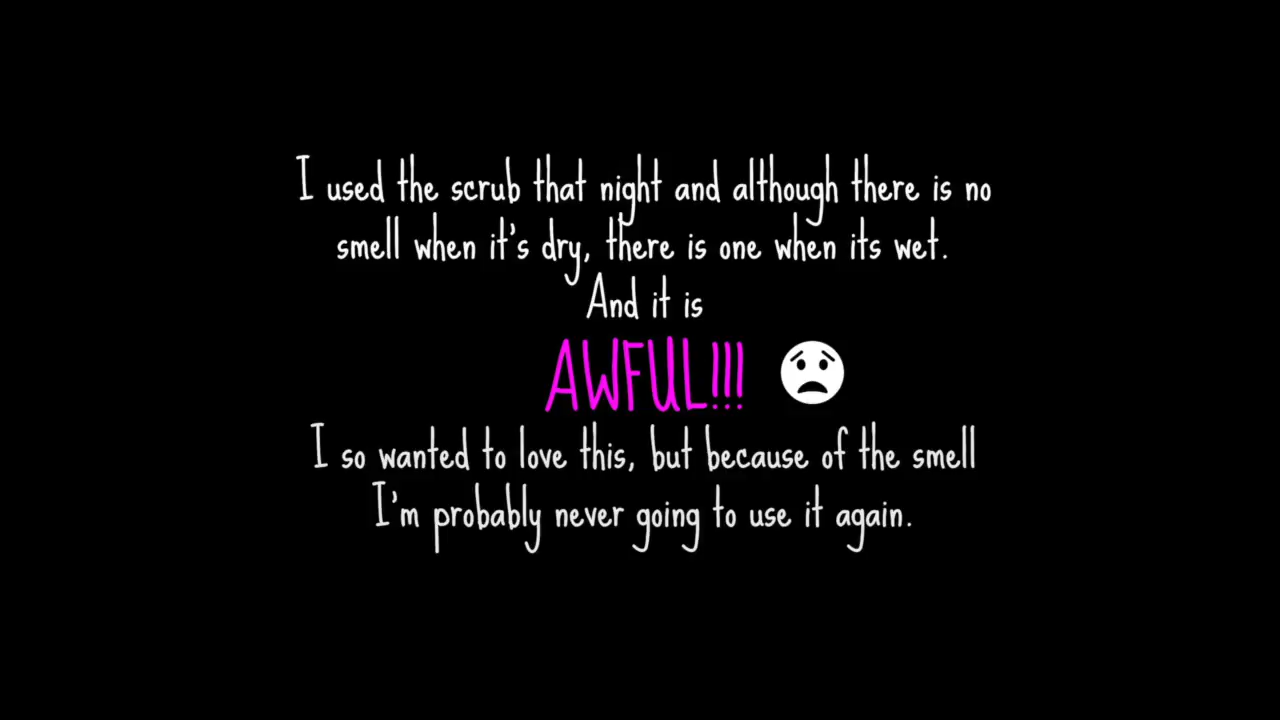 I used the scrub that night and although there is no
smell when it's dry, there is one when its wet.
And it is
AWFUL!!!
I so wanted to love this, but because of the smell
I'm probably never going to use it again.